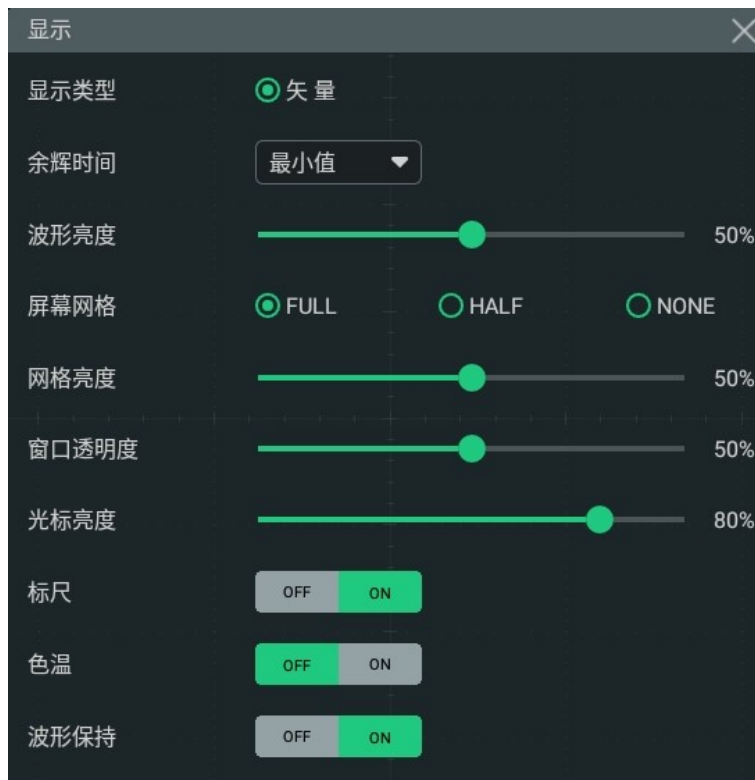 显示
显示类型 矢量
余辉时间 最小值
波形亮度 50%
屏幕网格 FULL HALF NONE
网格亮度 50%
窗口透明度 50%
光标亮度 80%
标尺 OFF ON
色温 OFF ON
波形保持 OFF ON